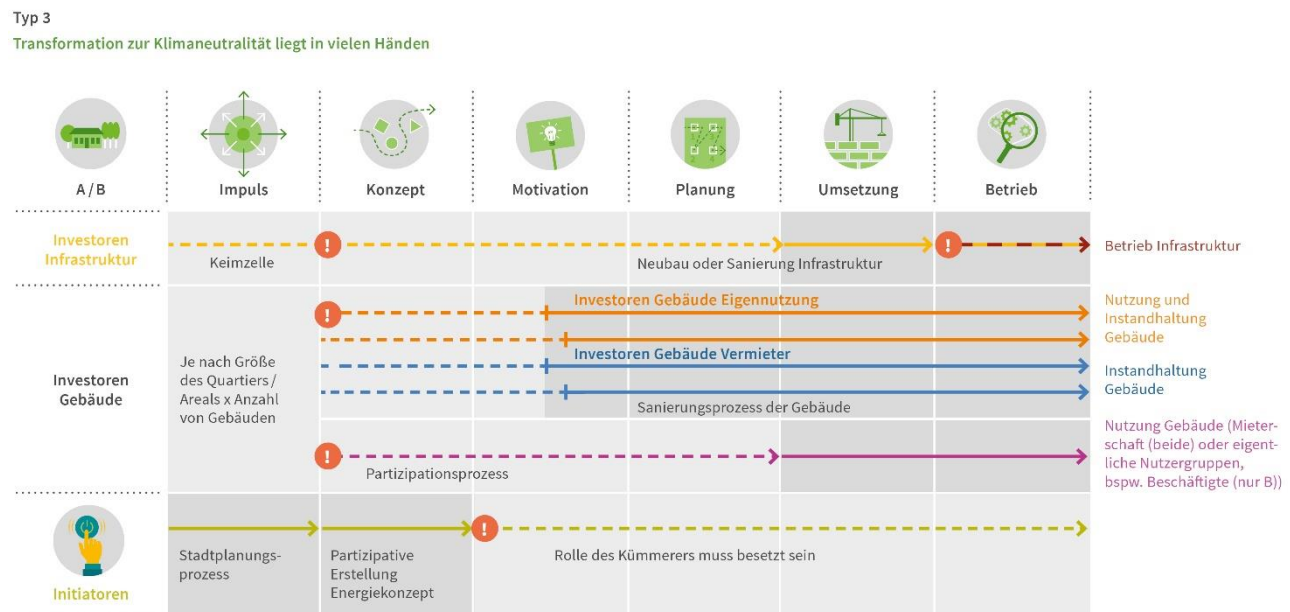 Typ 3
Transformation zur Klimaneutralität liegt in vielen Händen
A / B
Impuls
Konzept
Motivation
Planung
Umsetzung
Betrieb
Investoren
Infrastruktur
!
!
Keimzelle
Neubau oder Sanierung Infrastruktur
Betrieb Infrastruktur
Investoren
Gebäude
Je nach Größe
des Quartiers /
Areals x Anzahl
von Gebäuden
!
Investoren Gebäude Eigennutzung
Nutzung und
Instandhaltung
Gebäude
Investoren Gebäude Vermieter
Instandhaltung
Gebäude
Sanierungsprozess der Gebäude
!
Partizipationsprozess
Nutzung Gebäude (Mieter-
schaft (beide) oder eigent-
liche Nutzergruppen,
bspw. Beschäftigte (nur B))
Initiatoren
Stadtplanungs-
prozess
Partizipative
Erstellung
Energiekonzept
!
Rolle des Kümmerers muss besetzt sein